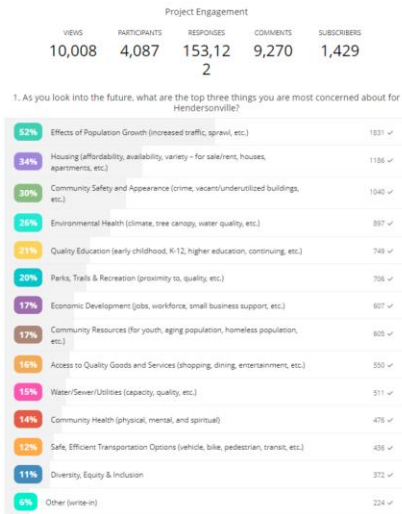 Project Engagement
VIEWS PARTICIPANTS RESPONSES COMMENTS SUBSCRIBERS
10,008 4,087 153,12 9,270 1,429
2
1. As you look into the future, what are the top three things you are most concerned about for
Hendersonville?
52% Effects of Population Growth (increased traffic, sprawl, etc.) 1831 ✓
34% Housing (affordability, availability, variety – for sale/rent, houses,
apartments, etc.) 1186 ✓
30% Community Safety and Appearance (crime, vacant/underutilized buildings,
etc.) 1040 ✓
26% Environmental Health (climate, tree canopy, water quality, etc.) 897 ✓
21% Quality Education (early childhood, K-12, higher education, continuing, etc.) 749 ✓
20% Parks, Trails & Recreation (proximity to, quality, etc.) 706 ✓
17% Economic Development (jobs, workforce, small business support, etc.) 607 ✓
17% Community Resources (for youth, aging population, homeless population,
etc.) 605 ✓
16% Access to Quality Goods and Services (shopping, dining, entertainment, etc.) 550 ✓
15% Water/Sewer/Utilities (capacity, quality, etc.) 511 ✓
14% Community Health (physical, mental, and spiritual) 476 ✓
12% Safe, Efficient Transportation Options (vehicle, bike, pedestrian, transit, etc.) 436 ✓
11% Diversity, Equity & Inclusion 372 ✓
6% Other (write-in) 224 ✓